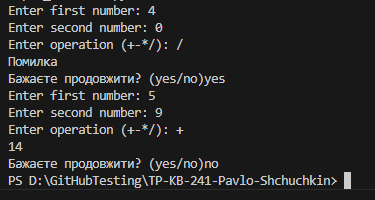 Enter first number: 4
Enter second number: 0
Enter operation (+-*/): /
Помилка
Бажаєте продовжити? (yes/no)yes
Enter first number: 5
Enter second number: 9
Enter operation (+-*/): +
14
Бажаєте продовжити? (yes/no)no
PS D:\GitHubTesting\TP-KB-241-Pavlo-Shchuchkin>